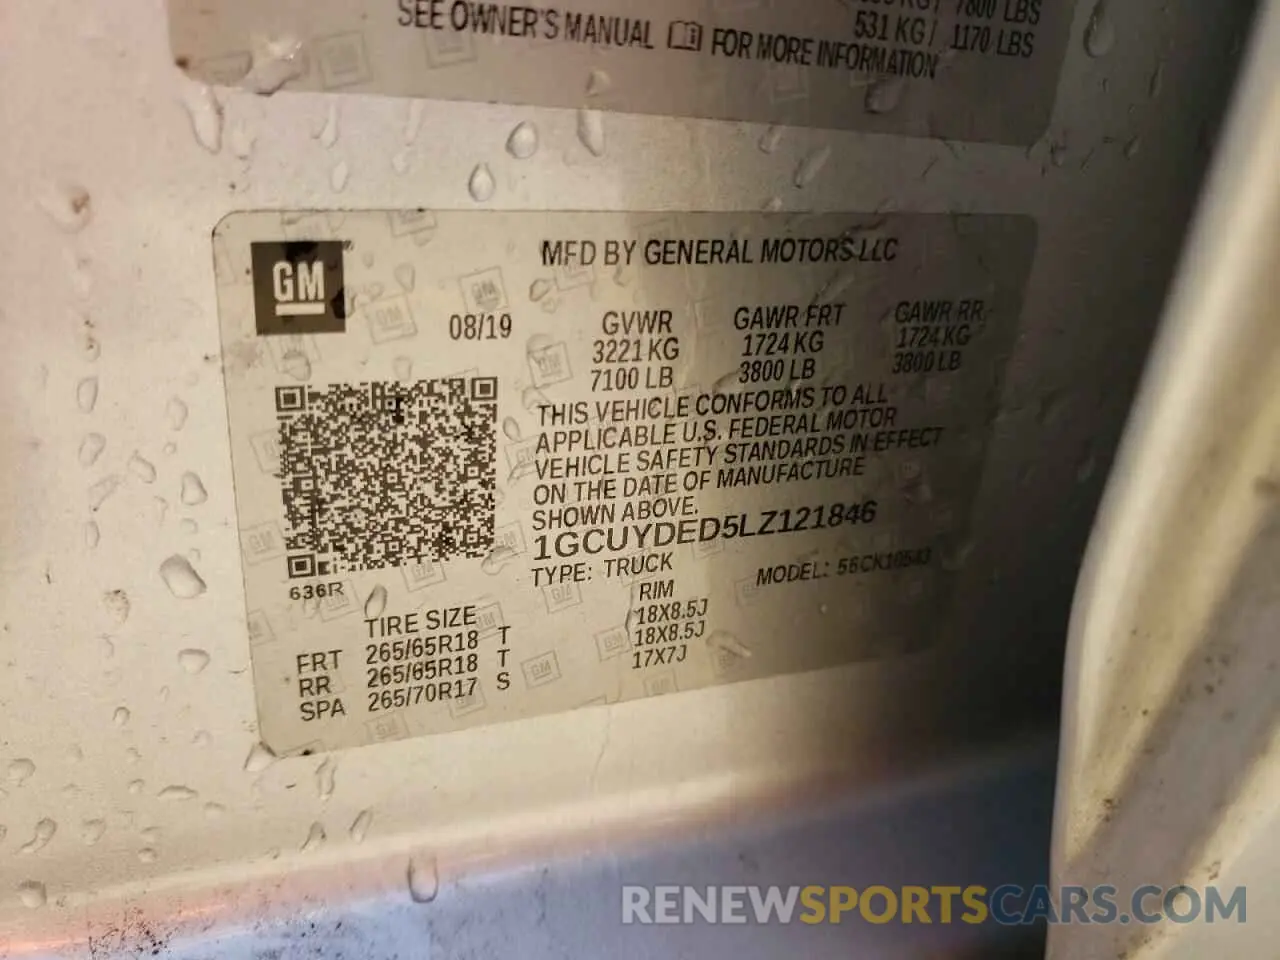 7800 LBS
531 KG / 1170 LBS
SEE OWNER'S MANUAL FOR MORE INFORMATION
GM
MFD BY GENERAL MOTORS LLC
08/19
GVWR GAWR FRT GAWR RR
3221 KG 1724 KG 1724 KG
7100 LB 3800 LB 3800 LB
THIS VEHICLE CONFORMS TO ALL
APPLICABLE U.S. FEDERAL MOTOR
VEHICLE SAFETY STANDARDS IN EFFECT
ON THE DATE OF MANUFACTURE
SHOWN ABOVE.
1GCUYDED5LZ121846
TYPE: TRUCK MODEL: 56CK10543
636R
TIRE SIZE RIM
FRT 265/65R18 T 18X8.5J
RR 265/65R18 T 18X8.5J
SPA 265/70R17 S 17X7J
RENEWSPORTSCARS.COM